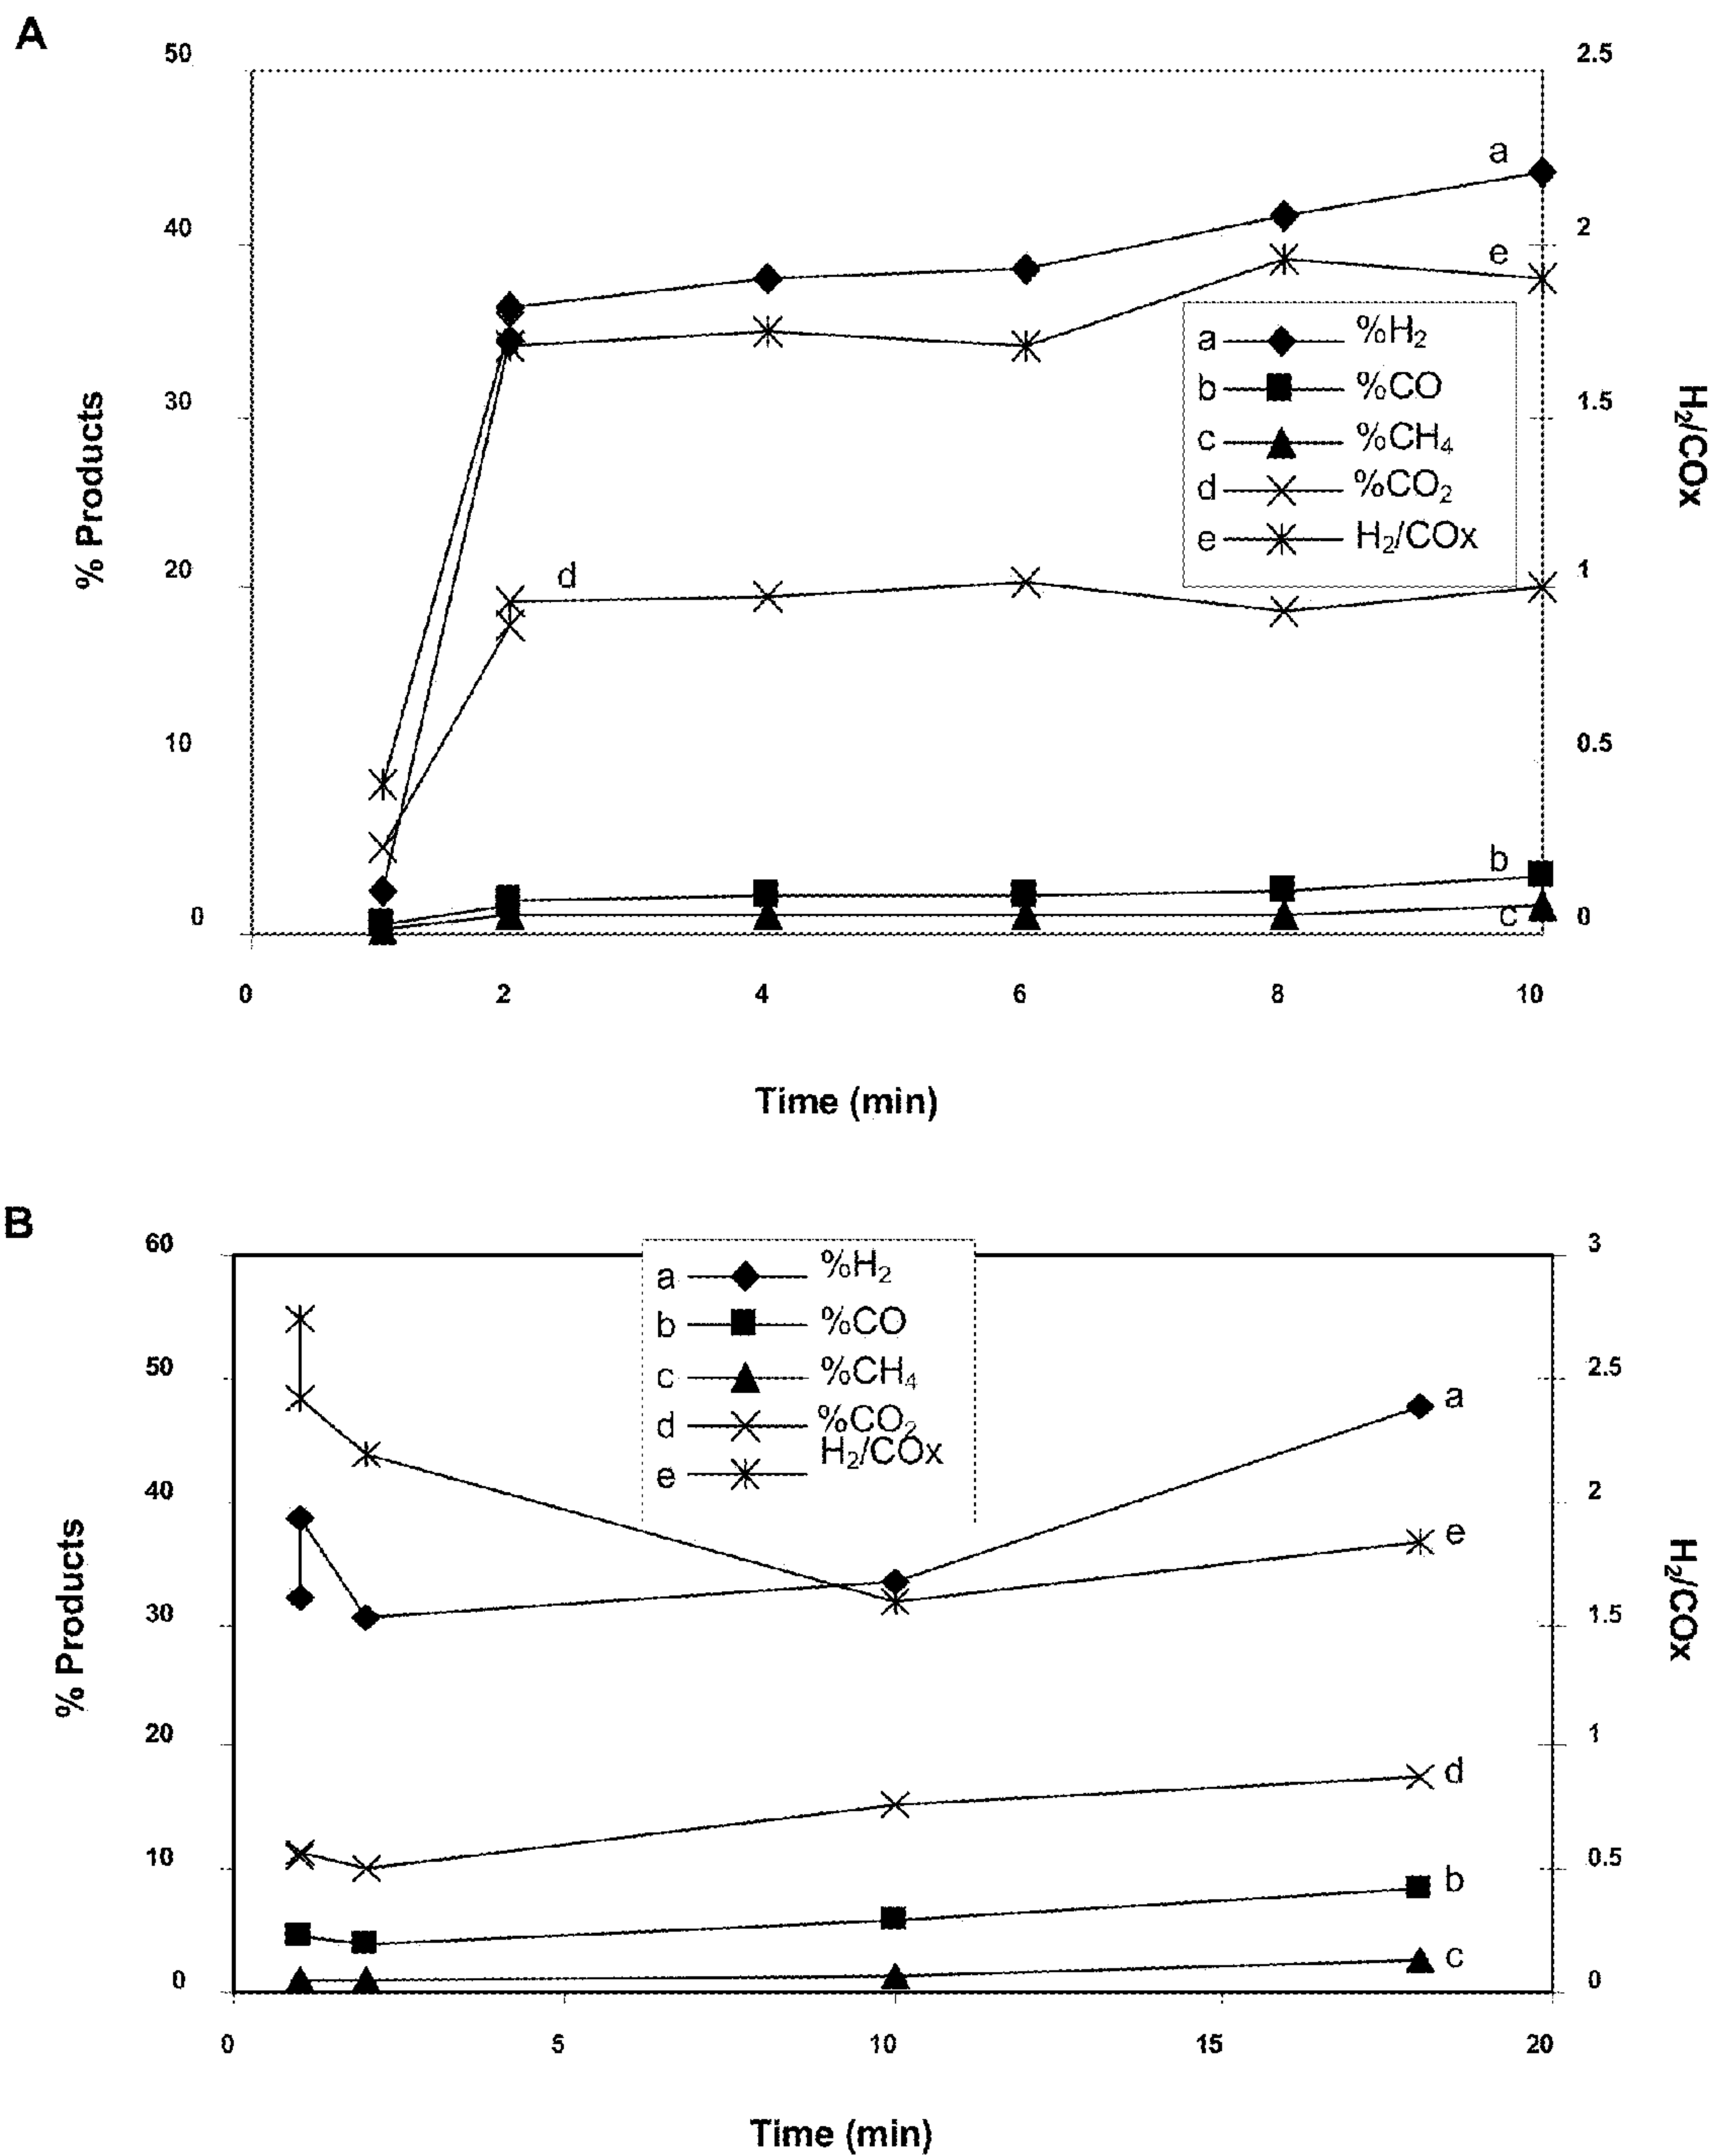 A
50
2.5
a
40
2
e
a %H₂
b %CO
c %CH₄
d %CO₂
e H₂/COx
30
1.5
% Products
H₂/COx
20
d
1
10
0.5
b
0
c
0
0 2 4 6 8 10
Time (min)
B
60
3
a %H₂
b %CO
c %CH₄
d %CO₂
e H₂/COx
50
2.5
a
40
2
e
% Products
H₂/COx
30
1.5
20
1
d
10
0.5
b
c
0
0
0 5 10 15 20
Time (min)